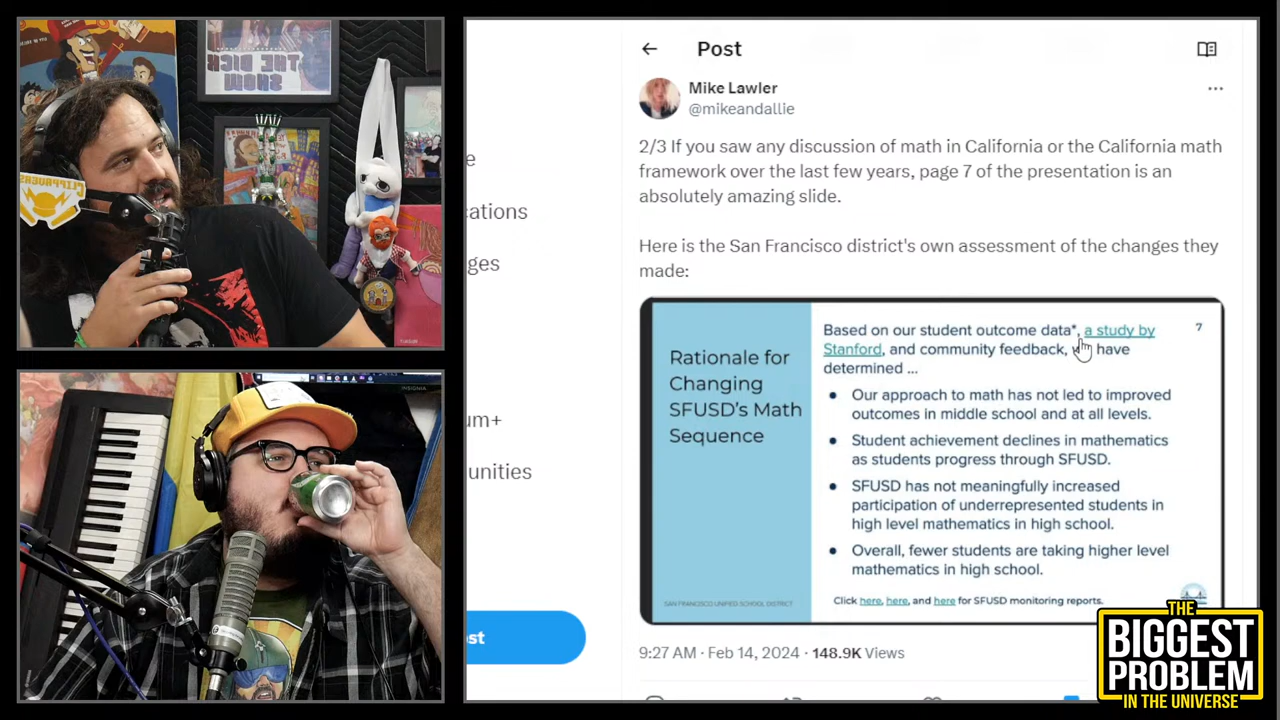 THE DICK
SHOW
Post
Mike Lawler
@mikeandallie
2/3 If you saw any discussion of math in California or the California math
framework over the last few years, page 7 of the presentation is an
absolutely amazing slide.
Here is the San Francisco district's own assessment of the changes they
made:
Rationale for
Changing
SFUSD's Math
Sequence
SAN FRANCISCO UNIFIED SCHOOL DISTRICT
7
Based on our student outcome data*, a study by
Stanford, and community feedback, have
determined ...
Our approach to math has not led to improved
outcomes in middle school and at all levels.
Student achievement declines in mathematics
as students progress through SFUSD.
SFUSD has not meaningfully increased
participation of underrepresented students in
high level mathematics in high school.
Overall, fewer students are taking higher level
mathematics in high school.
Click here, here, and here for SFUSD monitoring reports.
9:27 AM · Feb 14, 2024 · 148.9K Views
e
cations
ges
um+
unities
st
INSIGNIA
THE
BIGGEST
PROBLEM
IN THE UNIVERSE